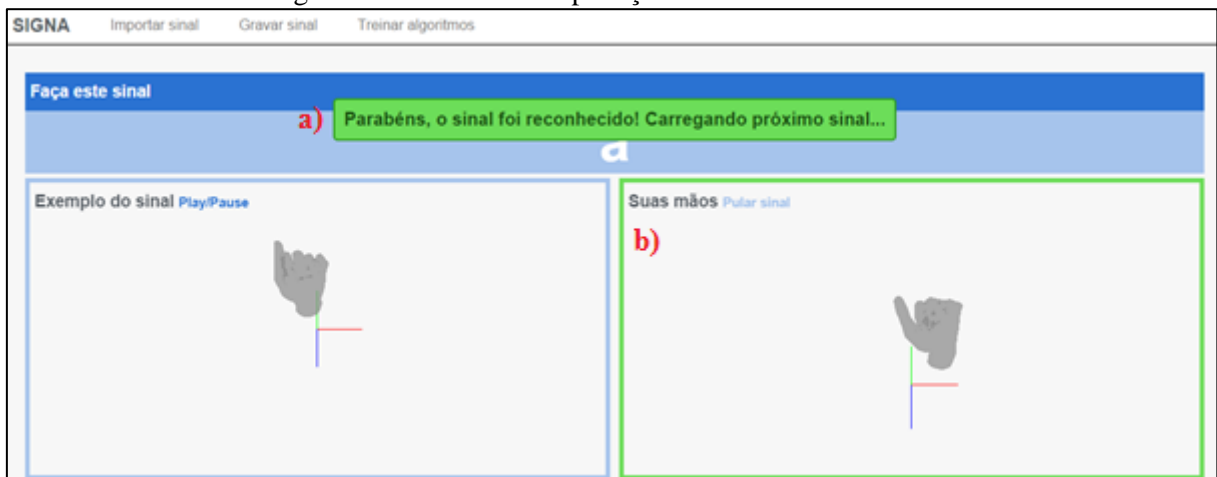 SIGNA Importar sinal Gravar sinal Treinar algoritmos
Faça este sinal
a) Parabéns, o sinal foi reconhecido! Carregando próximo sinal...
a
Exemplo do sinal Play/Pause
Suas mãos Pular sinal
b)